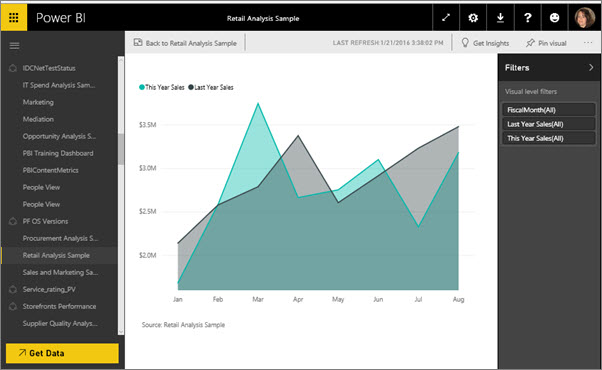 Power BI
Retail Analysis Sample
Back to Retail Analysis Sample
LAST REFRESH:1/21/2016 3:38:02 PM
Get Insights
Pin visual
IDCNetTestStatus
IT Spend Analysis Sam...
Marketing
Mediation
Opportunity Analysis S...
PBI Training Dashboard
PBIContentMetrics
People View
People View
PF OS Versions
Procurement Analysis S...
Retail Analysis Sample
Sales and Marketing Sa...
Service_rating_PV
Storefronts Performance
Supplier Quality Analys...
Get Data
This Year Sales
Last Year Sales
$3.5M
$3.0M
$2.5M
$2.0M
Jan Feb Mar Apr May Jun Jul Aug
Source: Retail Analysis Sample
Filters
Visual level filters
FiscalMonth(All)
Last Year Sales(All)
This Year Sales(All)